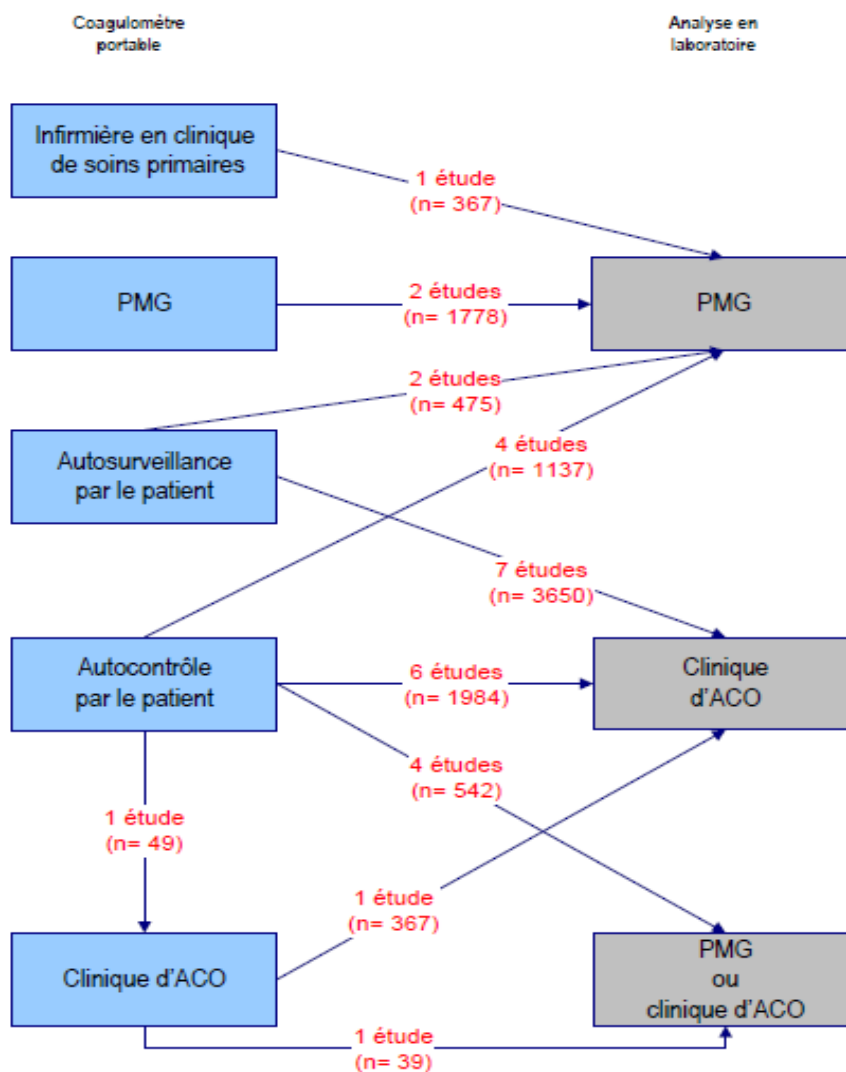 Coagulomètre
portable
Analyse en
laboratoire
Infirmière en clinique
de soins primaires
1 étude
(n= 367)
PMG
2 études
(n= 1778)
PMG
2 études
(n= 475)
4 études
(n= 1137)
Autosurveillance
par le patient
7 études
(n= 3650)
Autocontrôle
par le patient
6 études
(n= 1984)
Clinique
d'ACO
4 études
(n= 542)
1 étude
(n= 49)
1 étude
(n= 367)
Clinique d'ACO
PMG
ou
clinique d'ACO
1 étude
(n= 39)